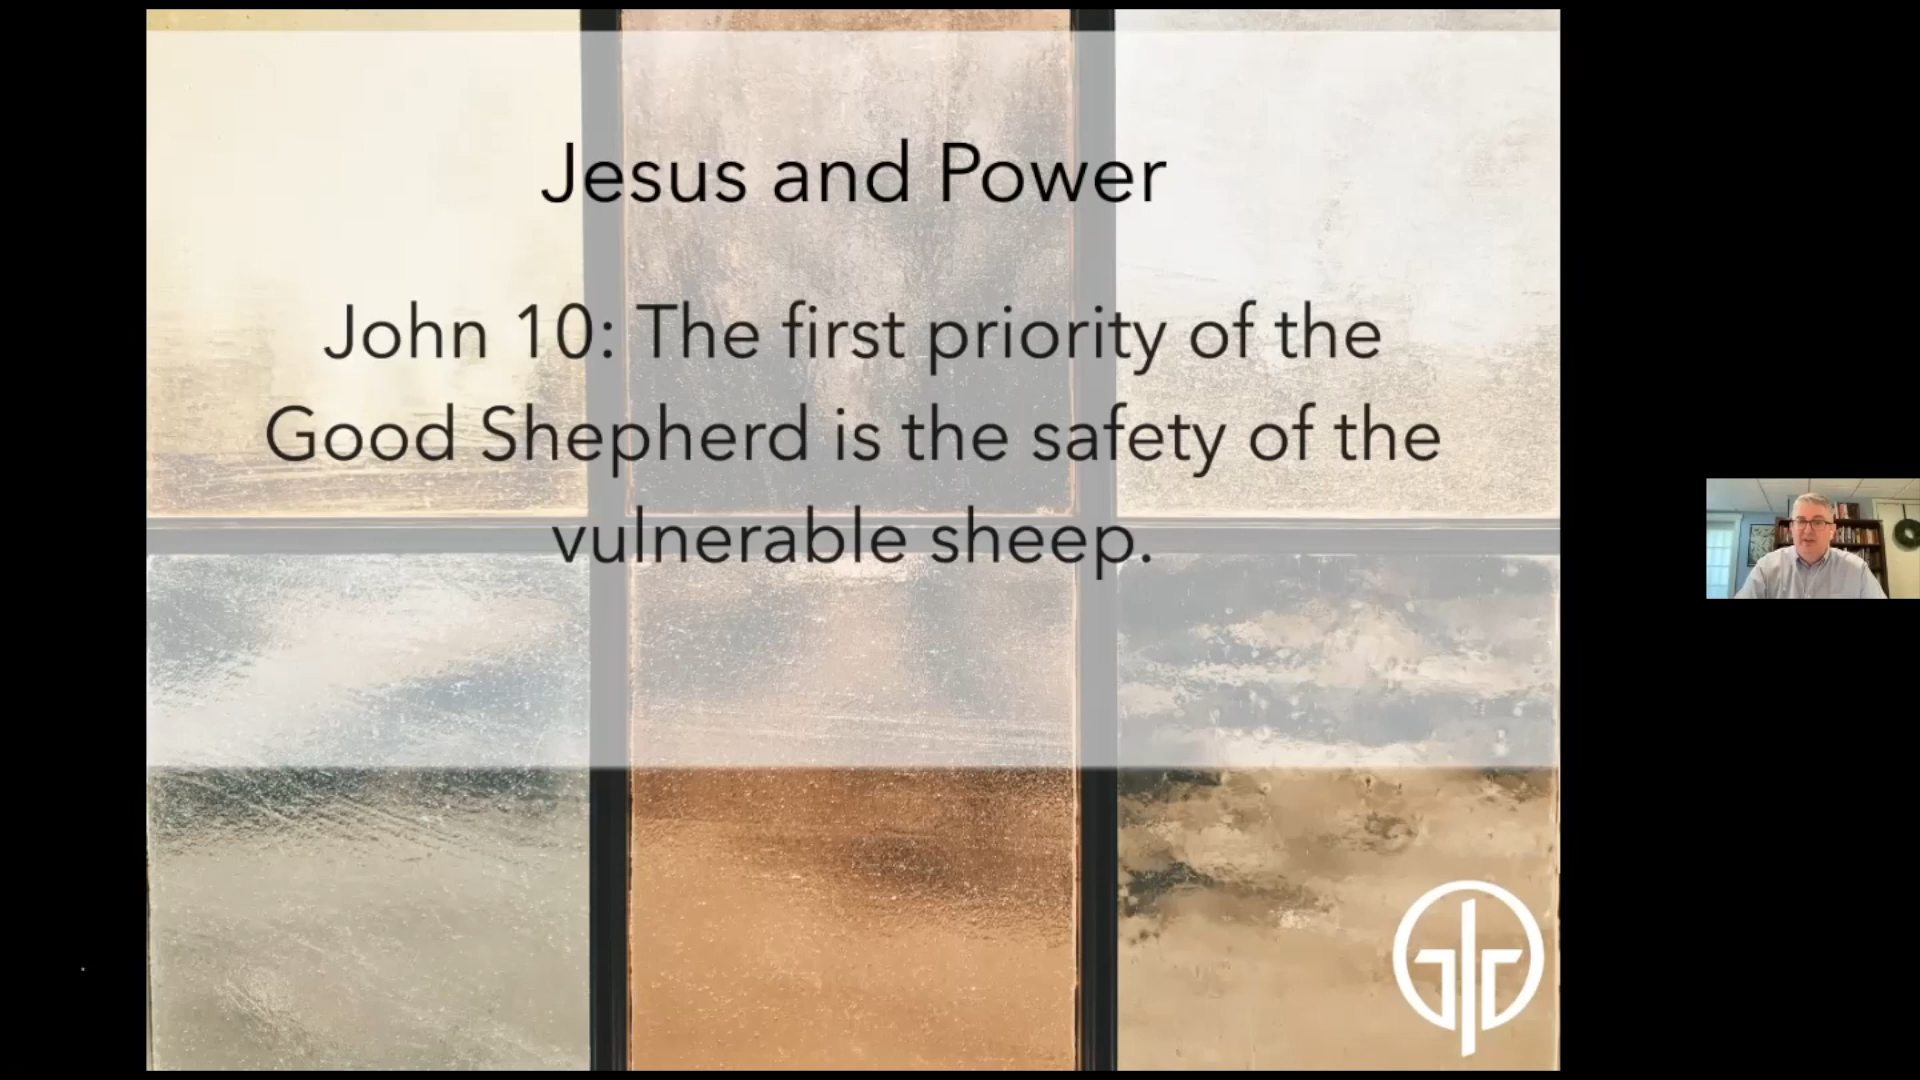 Jesus and Power
John 10: The first priority of the
Good Shepherd is the safety of the
vulnerable sheep.